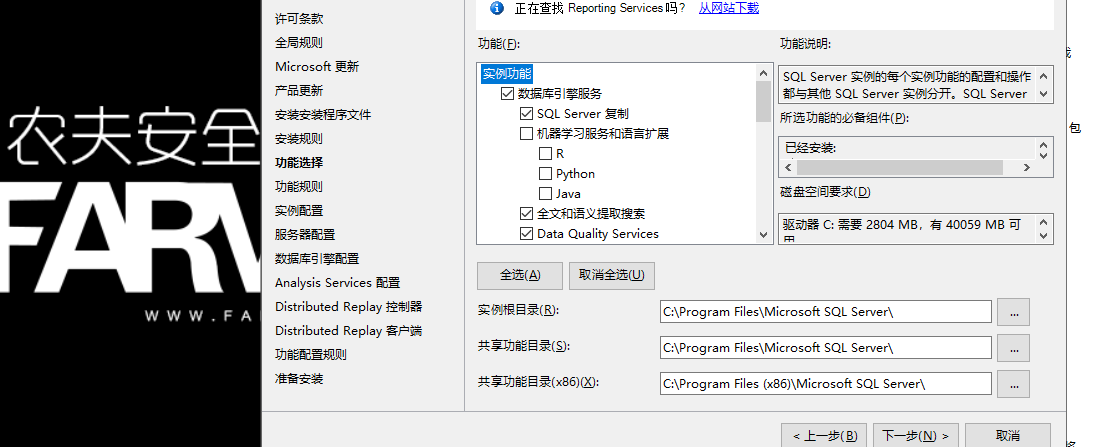 农夫安全
FARM
WWW.FA
许可条款
全局规则
Microsoft 更新
产品更新
安装安装程序文件
安装规则
功能选择
功能规则
实例配置
服务器配置
数据库引擎配置
Analysis Services 配置
Distributed Replay 控制器
Distributed Replay 客户端
功能配置规则
准备安装
正在查找 Reporting Services 吗? 从网站下载
功能(F):
实例功能
数据库引擎服务
SQL Server 复制
机器学习服务和语言扩展
R
Python
Java
全文和语义提取搜索
Data Quality Services
功能说明:
SQL Server 实例的每个实例功能的配置和操作
都与其他 SQL Server 实例分开。SQL Server
所选功能的必备组件(P):
已经安装:
磁盘空间要求(D)
驱动器 C: 需要 2804 MB，有 40059 MB 可
用
全选(A)
取消全选(U)
实例根目录(R):
C:\Program Files\Microsoft SQL Server\
...
共享功能目录(S):
C:\Program Files\Microsoft SQL Server\
...
共享功能目录(x86)(X):
C:\Program Files (x86)\Microsoft SQL Server\
...
< 上一步(B)
下一步(N) >
取消
包